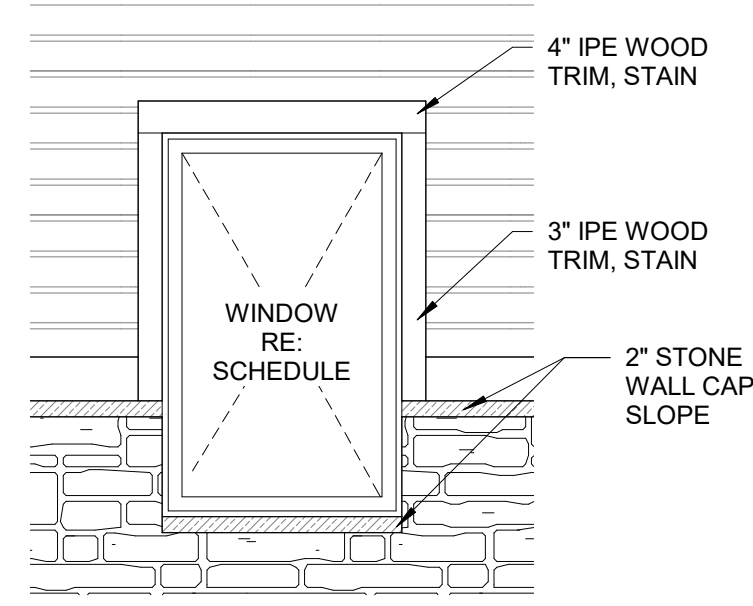 4" IPE WOOD
TRIM, STAIN
3" IPE WOOD
TRIM, STAIN
WINDOW
RE:
SCHEDULE
2" STONE
WALL CAP
SLOPE